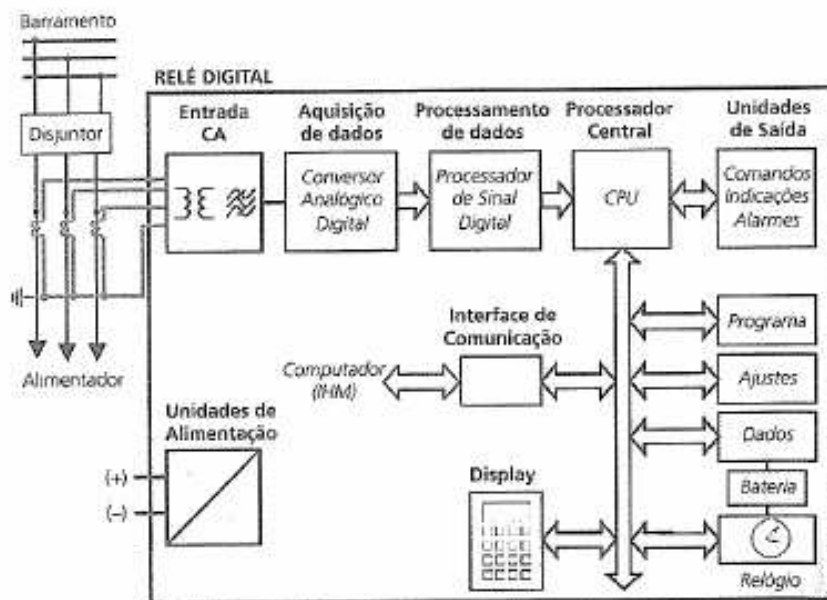 Barramento
Disjuntor
Alimentador
RELÉ DIGITAL
Entrada
CA
Aquisição
de dados
Conversor
Analógico
Digital
Processamento
de dados
Processador
de Sinal
Digital
Processador
Central
CPU
Unidades
de Saída
Comandos
Indicações
Alarmes
Interface de
Comunicação
Computador
(IHM)
Programa
Ajustes
Dados
Bateria
Relógio
Unidades de
Alimentação
(+)
(–)
Display